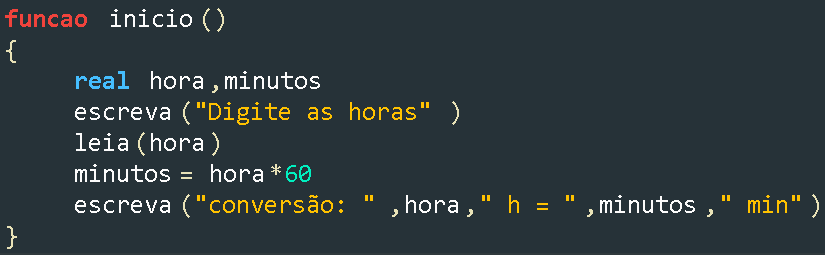 funcao inicio()
{
real hora,minutos
escreva("Digite as horas" )
leia(hora)
minutos= hora*60
escreva("conversão: " ,hora," h = " ,minutos ," min")
}